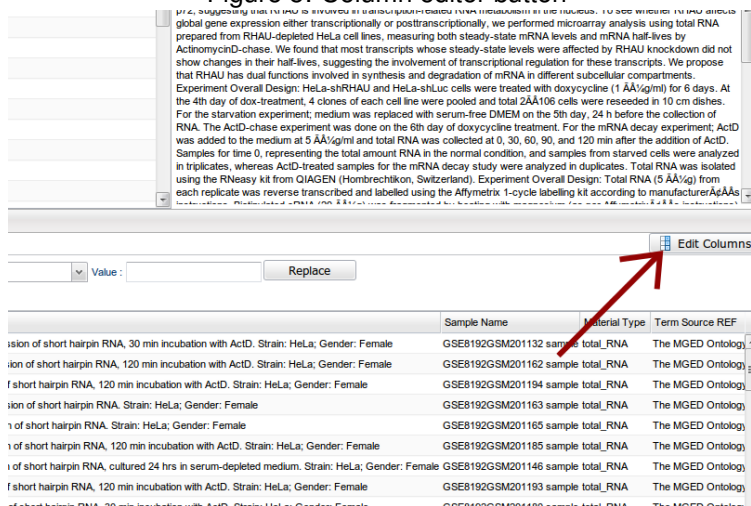 Figure 5: Column editor button
p72, suggesting that RHAU is involved in transcription-related RNA metabolism in the nucleus. To see whether RHAU affects
global gene expression either transcriptionally or posttranscriptionally, we performed microarray analysis using total RNA
prepared from RHAU-depleted HeLa cell lines, measuring both steady-state mRNA levels and mRNA half-lives by
ActinomycinD-chase. We found that most transcripts whose steady-state levels were affected by RHAU knockdown did not
show changes in their half-lives, suggesting the involvement of transcriptional regulation for these transcripts. We propose
that RHAU has dual functions involved in synthesis and degradation of mRNA in different subcellular compartments.
Experiment Overall Design: HeLa-shRHAU and HeLa-shLuc cells were treated with doxycycline (1 ÃÂ¼g/ml) for 6 days. At
the 4th day of dox-treatment, 4 clones of each cell line were pooled and total 2ÃÂ106 cells were reseeded in 10 cm dishes.
For the starvation experiment; medium was replaced with serum-free DMEM on the 5th day, 24 h before the collection of
RNA. The ActD-chase experiment was done on the 6th day of doxycycline treatment. For the mRNA decay experiment; ActD
was added to the medium at 5 ÃÂ¼g/ml and total RNA was collected at 0, 30, 60, 90, and 120 min after the addition of ActD.
Samples for time 0, representing the total amount RNA in the normal condition, and samples from starved cells were analyzed
in triplicates, whereas ActD-treated samples for the mRNA decay study were analyzed in duplicates. Total RNA was isolated
using the RNeasy kit from QIAGEN (Hombrechtikon, Switzerland). Experiment Overall Design: Total RNA (5 ÃÂ¼g) from
each replicate was reverse transcribed and labelled using the Affymetrix 1-cycle labelling kit according to manufacturerÃ¢ÂÂs
Edit Columns
Value :
Replace
Sample Name Material Type Term Source REF
ssion of short hairpin RNA, 30 min incubation with ActD. Strain: HeLa; Gender: Female GSE8192GSM201132 sample total_RNA The MGED Ontology
sion of short hairpin RNA, 120 min incubation with ActD. Strain: HeLa; Gender: Female GSE8192GSM201162 sample total_RNA The MGED Ontology
f short hairpin RNA, 120 min incubation with ActD. Strain: HeLa; Gender: Female GSE8192GSM201194 sample total_RNA The MGED Ontology
sion of short hairpin RNA. Strain: HeLa; Gender: Female GSE8192GSM201163 sample total_RNA The MGED Ontology
f short hairpin RNA. Strain: HeLa; Gender: Female GSE8192GSM201165 sample total_RNA The MGED Ontology
n of short hairpin RNA, 120 min incubation with ActD. Strain: HeLa; Gender: Female GSE8192GSM201185 sample total_RNA The MGED Ontology
n of short hairpin RNA, cultured 24 hrs in serum-depleted medium. Strain: HeLa; Gender: Female GSE8192GSM201146 sample total_RNA The MGED Ontology
f short hairpin RNA, 120 min incubation with ActD. Strain: HeLa; Gender: Female GSE8192GSM201193 sample total_RNA The MGED Ontology